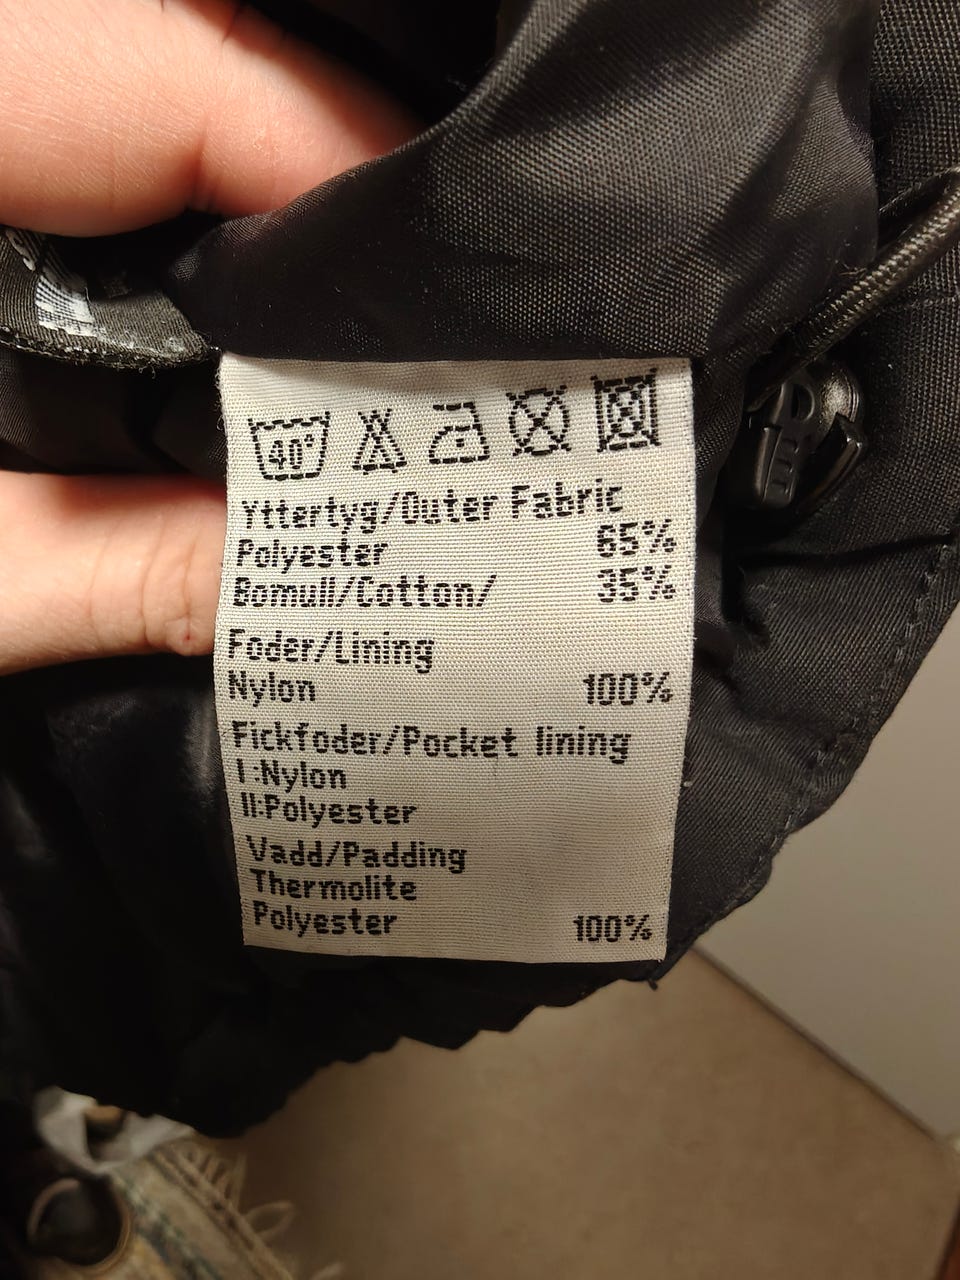 40°
Yttertyg/Outer Fabric
Polyester 65%
Bomull/Cotton/ 35%
Foder/Lining
Nylon 100%
Fickfoder/Pocket lining
I:Nylon
II:Polyester
Vadd/Padding
Thermolite
Polyester 100%